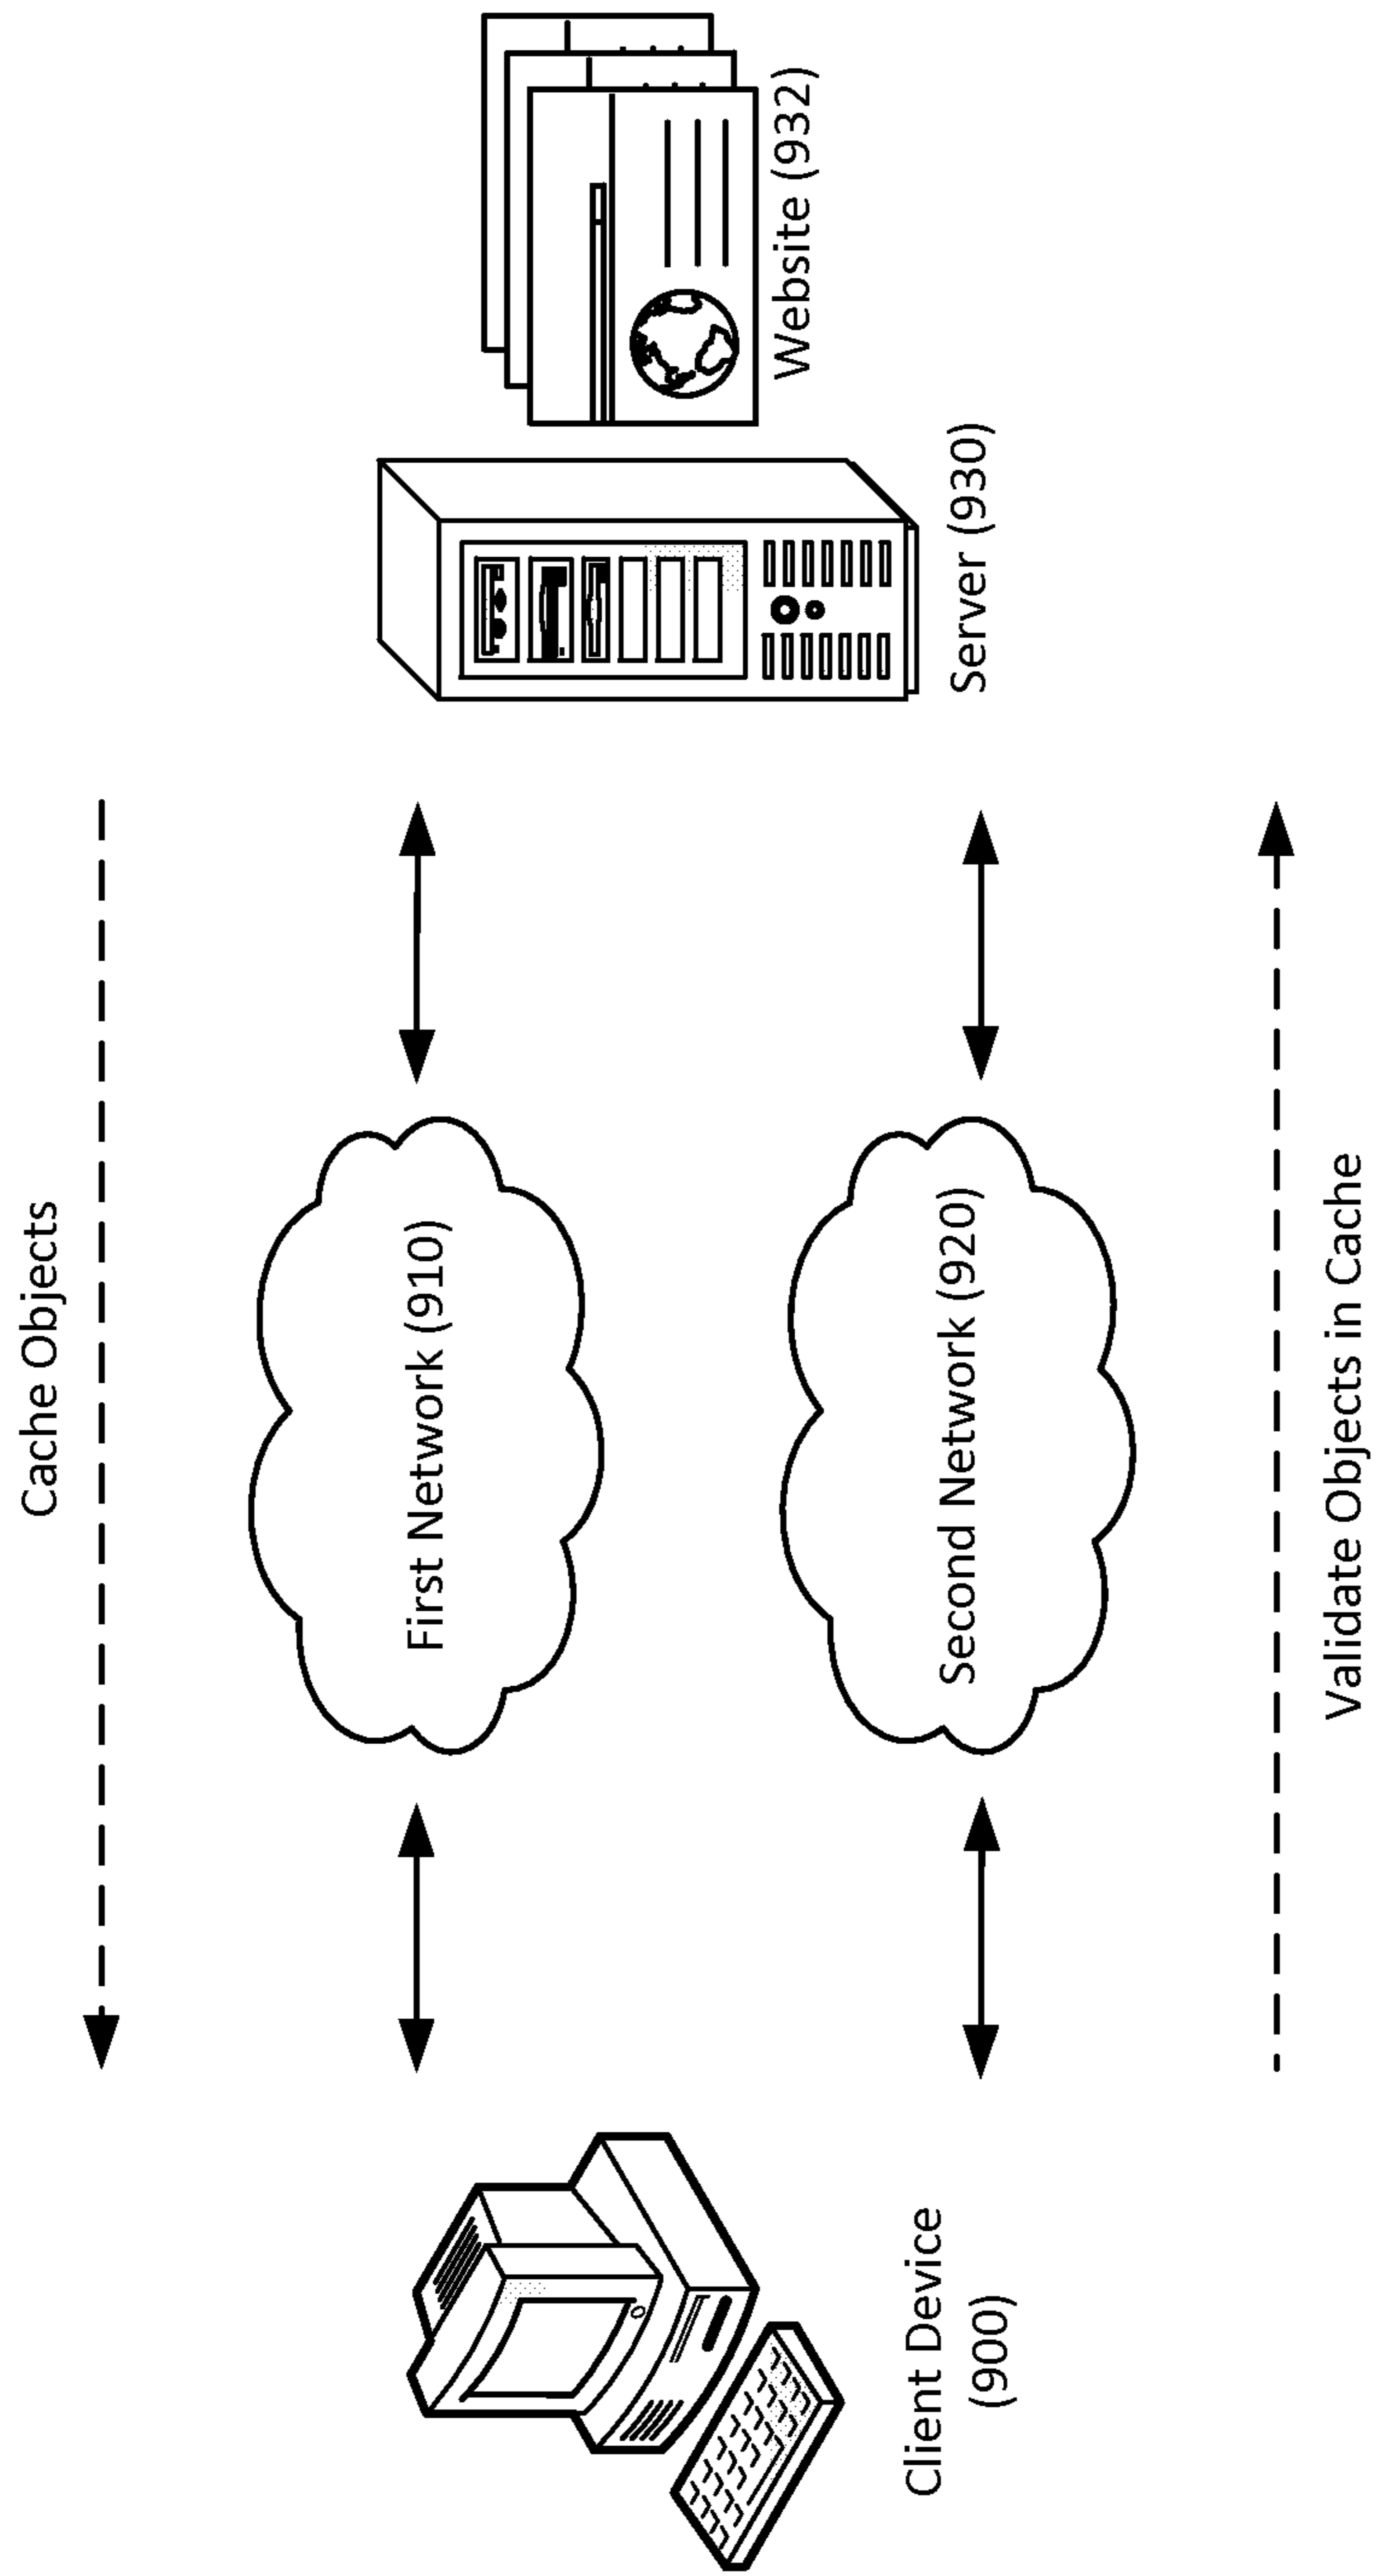 Cache Objects
First Network (910)
Second Network (920)
Validate Objects in Cache
Client Device
(900)
Server (930)
Website (932)